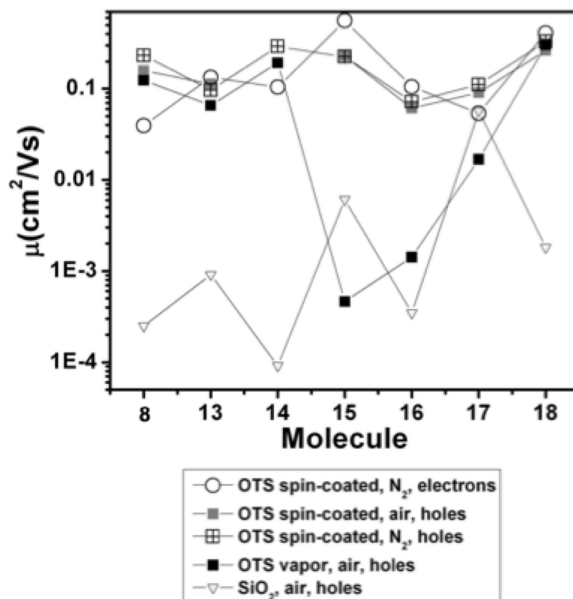 μ(cm²/Vs)
0.1
0.01
1E-3
1E-4
8 13 14 15 16 17 18
Molecule
OTS spin-coated, N₂, electrons
OTS spin-coated, air, holes
OTS spin-coated, N₂, holes
OTS vapor, air, holes
SiO₂, air, holes